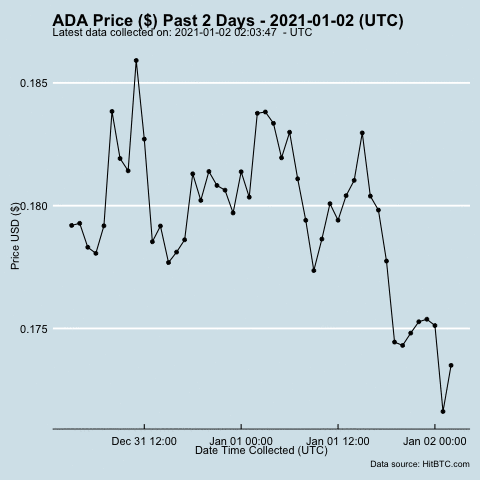 ADA Price ($) Past 2 Days - 2021-01-02 (UTC)
Latest data collected on: 2021-01-02 02:03:47  - UTC
0.185
0.180
0.175
Price USD ($)
Dec 31 12:00
Jan 01 00:00
Jan 01 12:00
Jan 02 00:00
Date Time Collected (UTC)
Data source: HitBTC.com